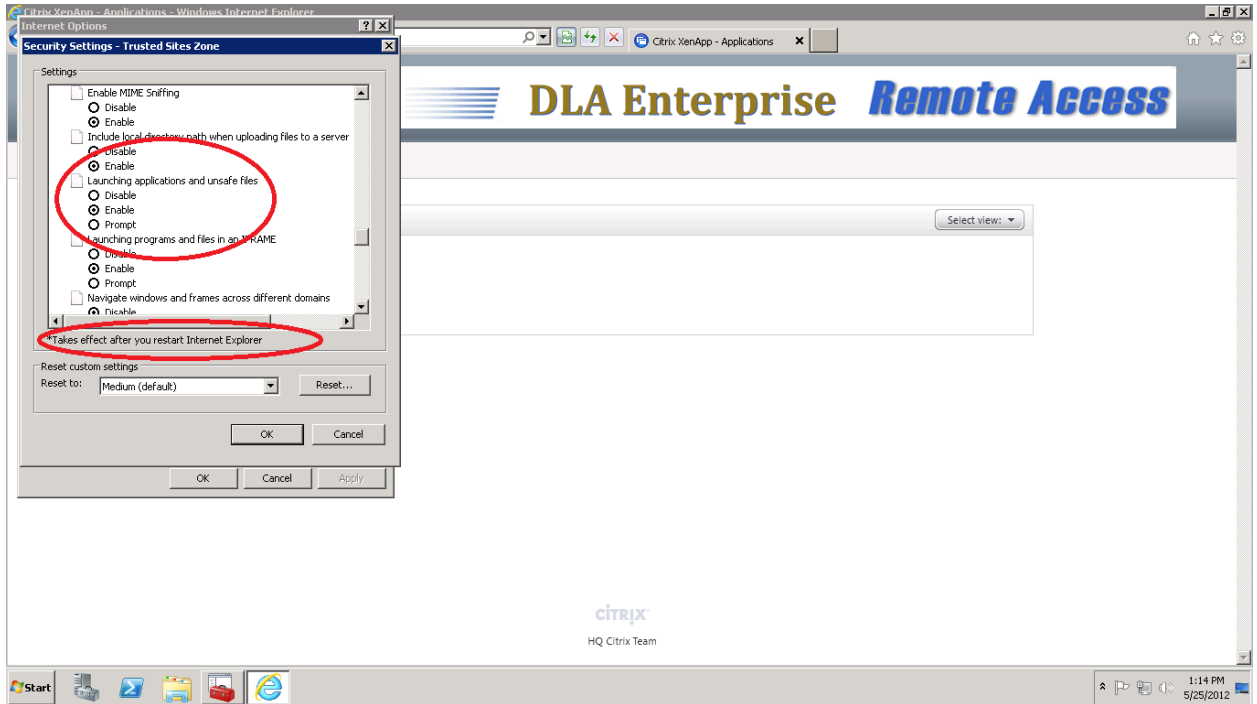 Citrix XenApp - Applications - Windows Internet Explorer
Internet Options
Security Settings - Trusted Sites Zone
Citrix XenApp - Applications
Settings
DLA Enterprise Remote Access
Enable MIME Sniffing
Disable
Enable
Include local directory path when uploading files to a server
Disable
Enable
Launching applications and unsafe files
Disable
Enable
Prompt
Launching programs and files in an IFRAME
Disable
Enable
Prompt
Navigate windows and frames across different domains
Disable
*Takes effect after you restart Internet Explorer
Reset custom settings
Reset to: Medium (default) Reset...
OK Cancel
OK Cancel Apply
Select view:
CITRIX
HQ Citrix Team
Start
1:14 PM
5/25/2012